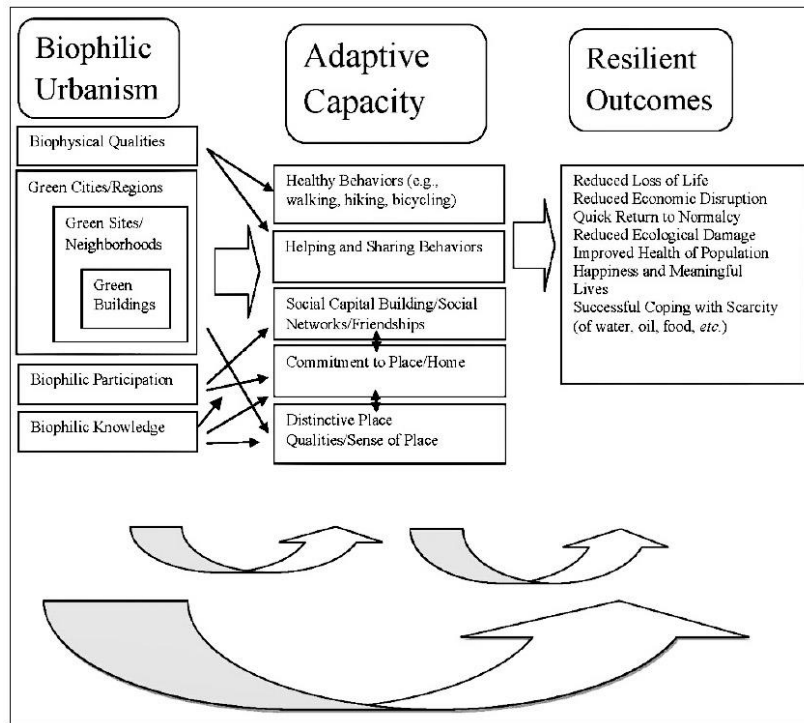 Biophilic
Urbanism
Adaptive
Capacity
Resilient
Outcomes
Biophysical Qualities
Green Cities/Regions
Green Sites/
Neighborhoods
Green
Buildings
Biophilic Participation
Biophilic Knowledge
Healthy Behaviors (e.g.,
walking, hiking, bicycling)
Helping and Sharing Behaviors
Social Capital Building/Social
Networks/Friendships
Commitment to Place/Home
Distinctive Place
Qualities/Sense of Place
Reduced Loss of Life
Reduced Economic Disruption
Quick Return to Normalcy
Reduced Ecological Damage
Improved Health of Population
Happiness and Meaningful
Lives
Successful Coping with Scarcity
(of water, oil, food, etc.)